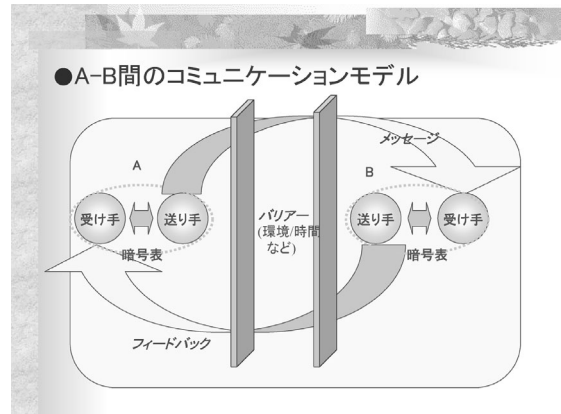 ●A-B間のコミュニケーションモデル
メッセージ
A
B
受け手
送り手
バリアー
(環境/時間
など)
送り手
受け手
暗号表
暗号表
フィードバック